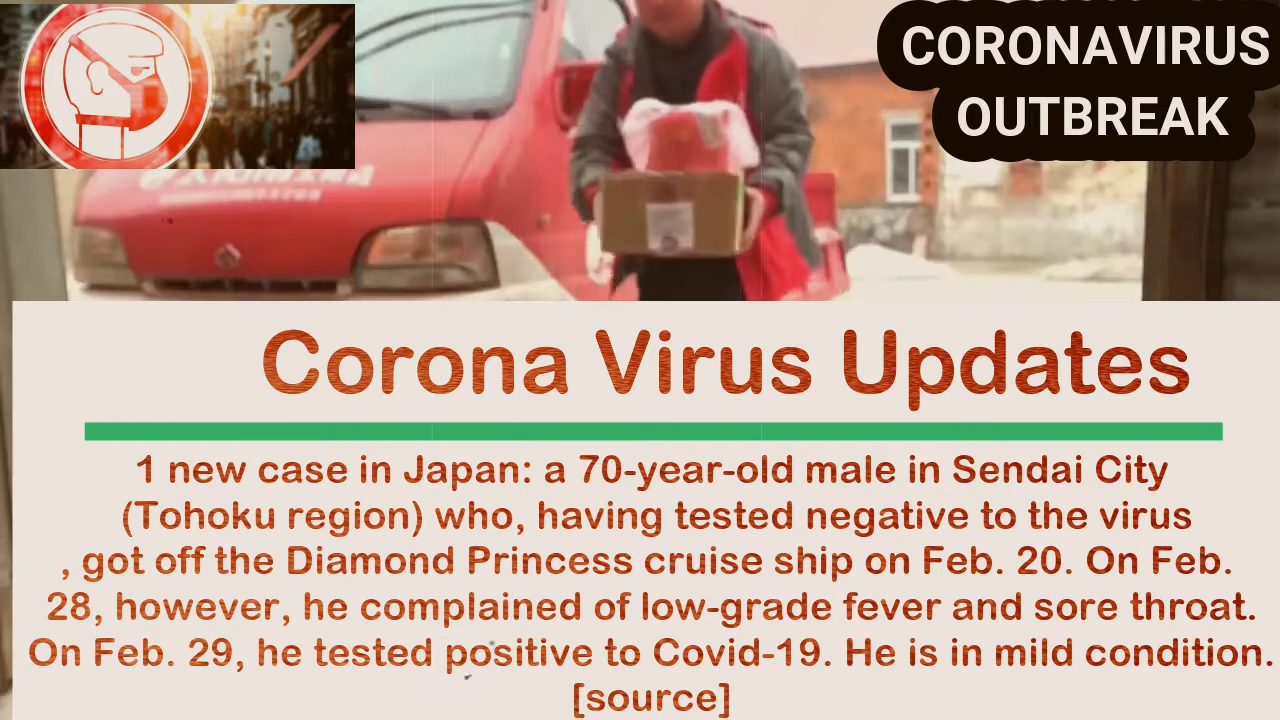 CORONAVIRUS
OUTBREAK
Corona Virus Updates
1 new case in Japan: a 70-year-old male in Sendai City
(Tohoku region) who, having tested negative to the virus
, got off the Diamond Princess cruise ship on Feb. 20. On Feb.
28, however, he complained of low-grade fever and sore throat.
On Feb. 29, he tested positive to Covid-19. He is in mild condition.
[source]